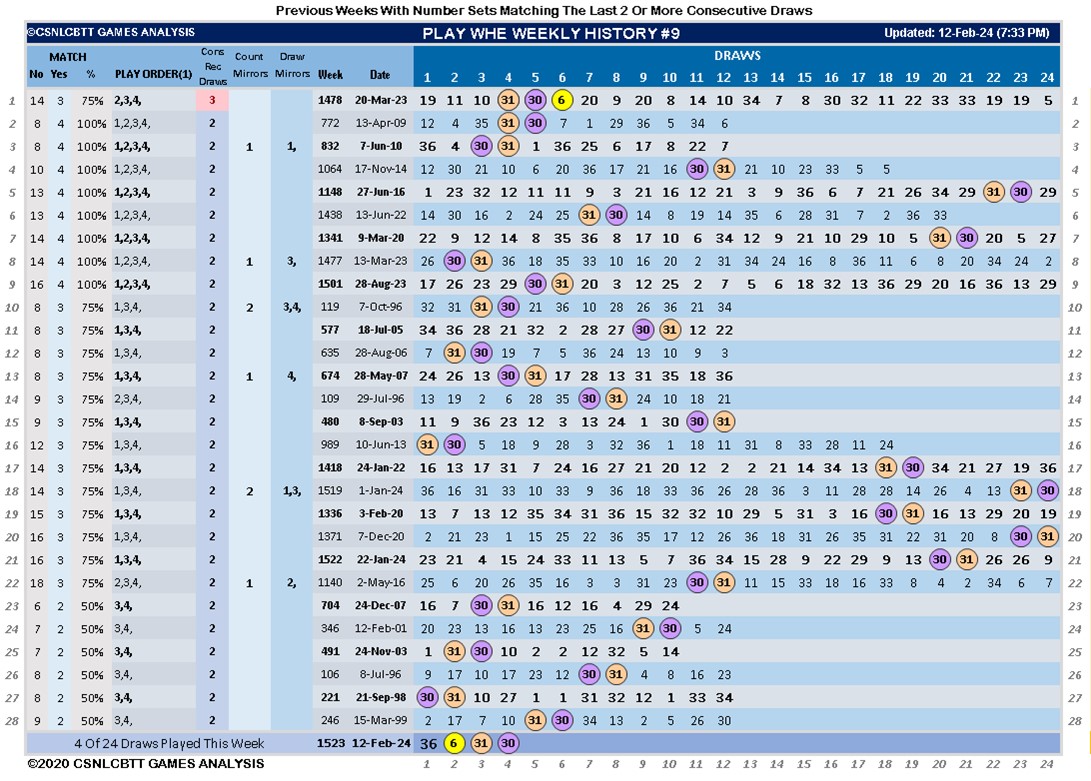 Previous Weeks With Number Sets Matching The Last 2 Or More Consecutive Draws
©CSNLCBTT GAMES ANALYSIS PLAY WHE WEEKLY HISTORY #9 Updated: 12-Feb-24 (7:33 PM)
MATCH Cons Rec Draws Count Mirrors Draw Mirrors DRAWS
No Yes % PLAY ORDER(1) Week Date 1 2 3 4 5 6 7 8 9 10 11 12 13 14 15 16 17 18 19 20 21 22 23 24
1 14 3 75% 2,3,4, 3 1478 20-Mar-23 19 11 10 31 30 6 20 9 20 8 14 10 34 7 8 30 32 11 22 33 33 19 19 5 1
2 8 4 100% 1,2,3,4, 2 772 13-Apr-09 12 4 35 31 30 7 1 29 36 5 34 6 2
3 8 4 100% 1,2,3,4, 2 1 1, 832 7-Jun-10 36 4 30 31 1 36 25 6 17 8 22 7 3
4 10 4 100% 1,2,3,4, 2 1064 17-Nov-14 33 32 21 10 6 20 36 17 21 16 30 31 21 10 23 33 5 5 4
5 13 4 100% 1,2,3,4, 2 1148 27-Jun-16 1 23 32 12 11 11 9 3 21 16 12 21 3 9 36 6 7 21 26 34 29 31 30 29 5
6 13 4 100% 1,2,3,4, 2 1438 13-Jun-22 14 30 16 2 24 25 31 30 14 8 19 14 35 6 28 31 7 2 36 33 6
7 14 4 100% 1,2,3,4, 2 1341 9-Mar-20 22 9 12 14 8 35 36 8 17 10 6 34 12 9 21 17 10 29 10 5 31 30 20 5 27 7
8 14 4 100% 1,2,3,4, 2 1 3, 1477 13-Mar-23 26 30 31 36 18 35 33 6 29 16 20 2 31 34 24 16 8 36 11 6 8 20 34 24 2 8
9 16 4 100% 1,2,3,4, 2 1501 28-Aug-23 17 26 23 29 30 31 20 3 12 25 2 7 5 6 18 32 13 36 29 20 16 36 13 29 9
10 8 3 75% 1,3,4, 2 2 3,4, 119 7-Oct-96 32 31 31 30 21 36 10 28 26 36 21 34 10
11 8 3 75% 1,3,4, 2 577 18-Jul-05 34 36 28 21 32 2 28 27 30 31 12 22 11
12 8 3 75% 1,3,4, 2 635 28-Aug-06 7 31 30 19 7 5 36 24 13 10 9 3 12
13 8 3 75% 1,3,4, 2 1 4, 674 28-May-07 24 26 13 30 31 17 28 13 31 35 18 36 13
14 9 3 75% 2,3,4, 2 109 29-Jul-96 13 19 2 6 28 35 30 31 24 10 18 21 14
15 9 3 75% 1,3,4, 2 480 8-Sep-03 11 9 36 23 12 3 13 24 1 30 30 31 15
16 12 3 75% 1,3,4, 2 989 10-Jun-13 31 30 5 18 9 28 3 32 36 1 18 11 31 8 33 28 11 24 16
17 14 3 75% 1,3,4, 2 1418 24-Jan-22 16 13 17 31 7 24 16 27 21 20 12 2 2 14 21 14 34 13 31 30 34 21 27 19 36 17
18 14 3 75% 1,3,4, 2 2 1,3, 1519 1-Jan-24 36 16 31 33 10 33 9 36 18 33 36 26 28 36 3 11 28 28 14 26 4 13 31 30 18
19 15 3 75% 1,3,4, 2 1336 3-Feb-20 13 7 13 12 35 34 31 36 15 32 32 10 29 5 31 3 16 30 31 16 13 29 20 19 19
20 16 3 75% 1,3,4, 2 1371 7-Dec-20 2 21 23 1 15 25 22 36 35 17 12 26 36 16 18 31 26 35 31 22 31 21 30 31 20
21 16 3 75% 1,3,4, 2 1522 22-Jan-24 23 21 4 15 24 33 11 13 5 7 36 34 15 28 9 22 29 9 13 30 31 26 26 9 21
22 18 3 75% 2,3,4, 2 1 2, 1140 2-May-16 25 6 20 35 16 3 3 31 23 30 31 11 15 33 18 16 33 8 4 2 34 6 7 22
23 6 2 50% 3,4, 2 704 24-Dec-07 16 7 30 31 16 12 16 4 29 24 23
24 7 2 50% 3,4, 2 346 12-Feb-01 20 23 13 16 13 23 25 16 31 30 5 24 24
25 7 2 50% 3,4, 2 491 24-Nov-03 1 31 30 10 2 2 12 32 5 14 25
26 8 2 50% 3,4, 2 106 8-Jul-96 9 17 10 17 26 13 30 31 4 8 16 23 26
27 8 2 50% 3,4, 2 221 21-Sep-98 30 31 10 27 1 1 31 32 12 1 33 34 27
28 9 2 50% 3,4, 2 246 15-Mar-99 2 17 7 10 31 30 34 13 2 5 26 30 28
4 Of 24 Draws Played This Week 1523 12-Feb-24 36 6 31 30
©2020 CSNLCBTT GAMES ANALYSIS 1 2 3 4 5 6 7 8 9 10 11 12 13 14 15 16 17 18 19 20 21 22 23 24